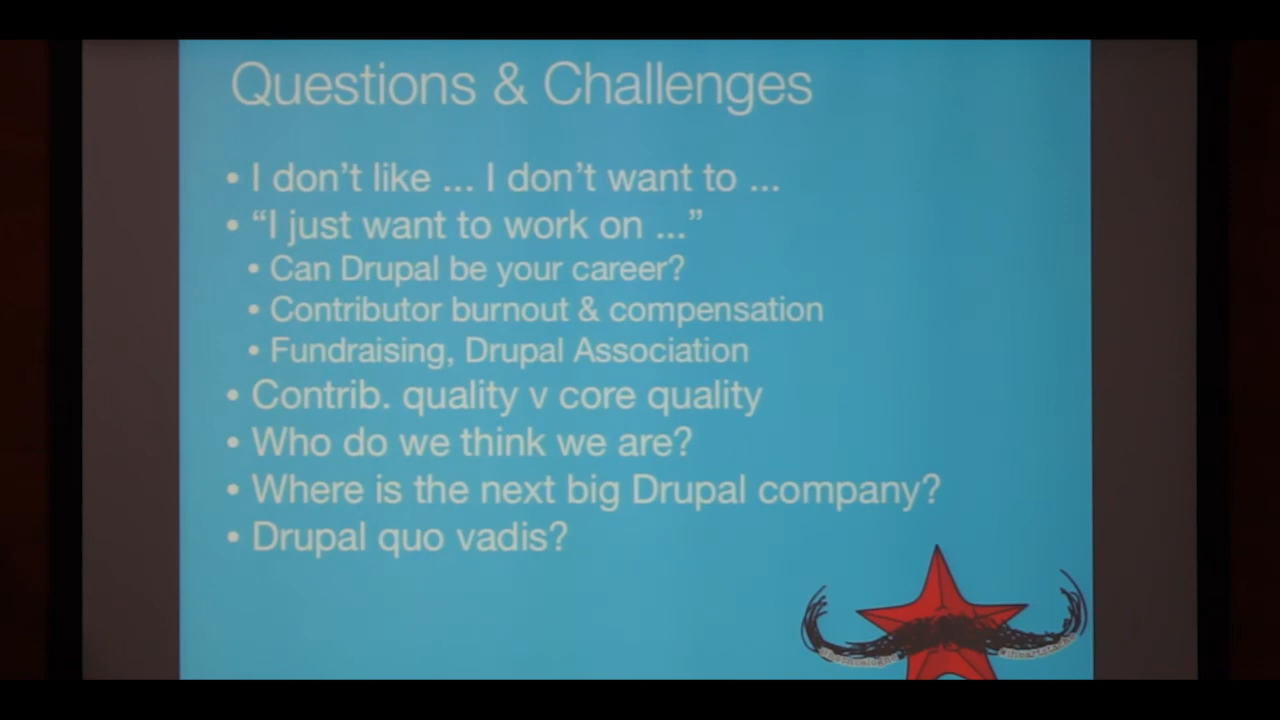 Questions & Challenges
• I don't like ... I don't want to ...
• “I just want to work on ...”
• Can Drupal be your career?
• Contributor burnout & compensation
• Fundraising, Drupal Association
• Contrib. quality v core quality
• Who do we think we are?
• Where is the next big Drupal company?
• Drupal quo vadis?